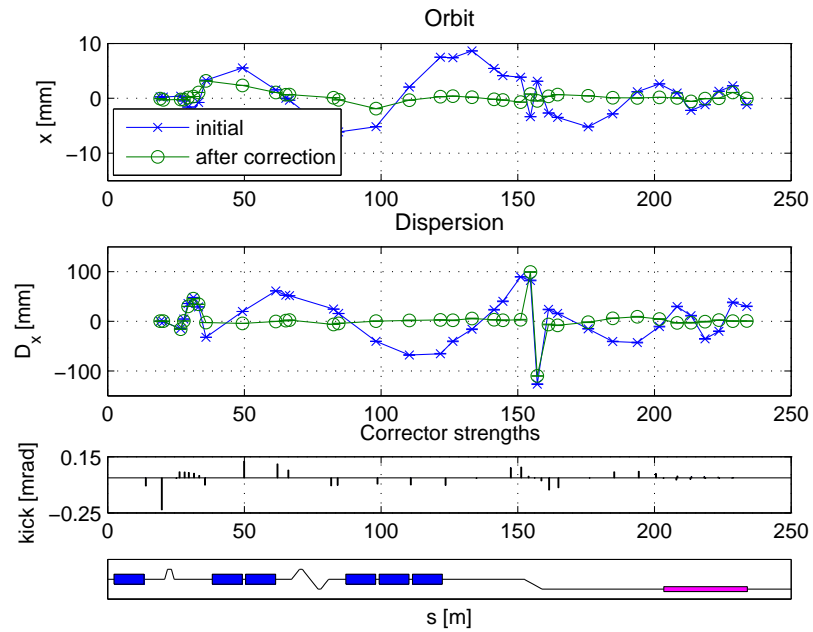 Orbit
10
0
−10
x [mm]
initial
after correction
0 50 100 150 200 250
Dispersion
100
0
−100
D_x [mm]
0 50 100 150 200 250
Corrector strengths
0.15
−0.25
kick [mrad]
0 50 100 150 200 250
s [m]